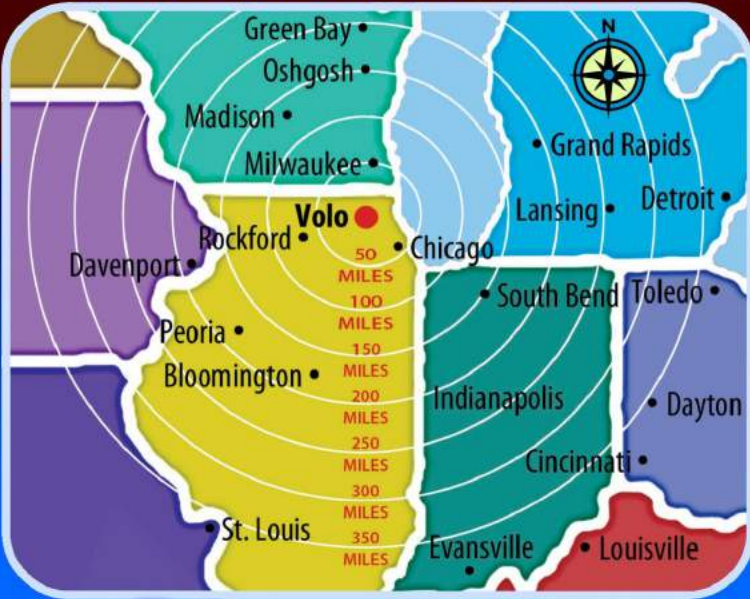 N
Green Bay
Oshgosh
Madison
Grand Rapids
Milwaukee
Detroit
Lansing
Volo
Rockford
Chicago
50
MILES
Davenport
South Bend
Toledo
100
MILES
Peoria
150
MILES
Bloomington
200
MILES
Indianapolis
Dayton
250
MILES
Cincinnati
300
MILES
St. Louis
350
MILES
Evansville
Louisville